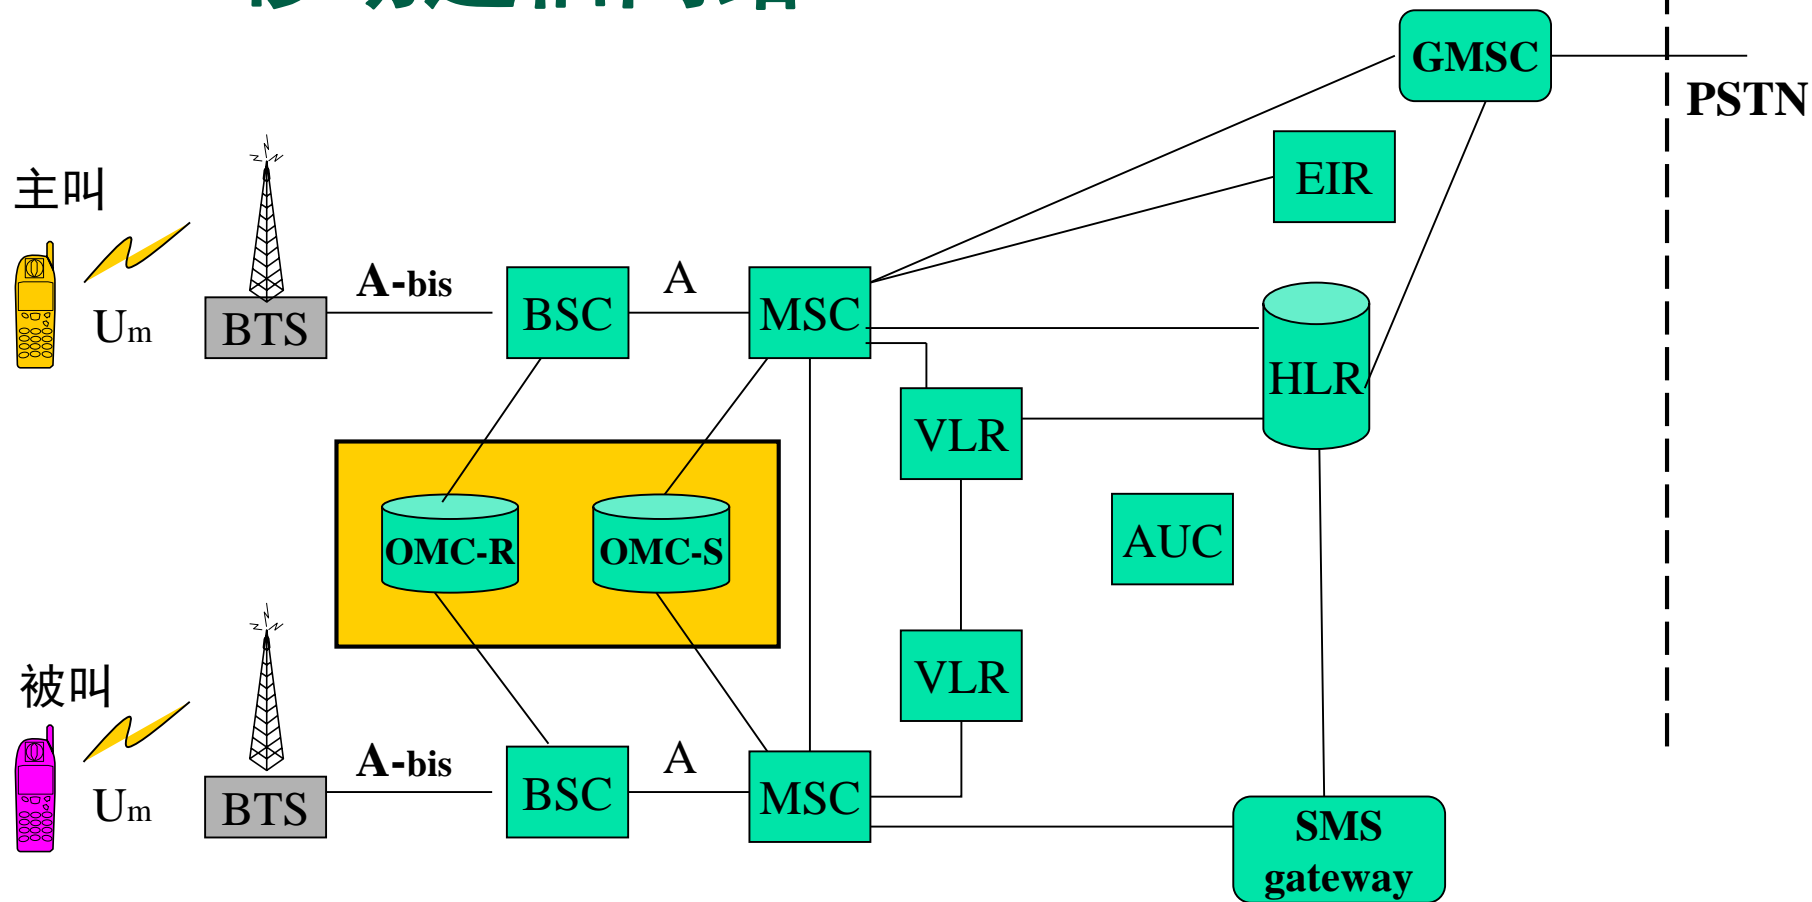 GMSC
PSTN
EIR
主叫
Um
BTS
A-bis
BSC
A
MSC
HLR
VLR
OMC-R
OMC-S
AUC
VLR
被叫
Um
BTS
A-bis
BSC
A
MSC
SMS
gateway